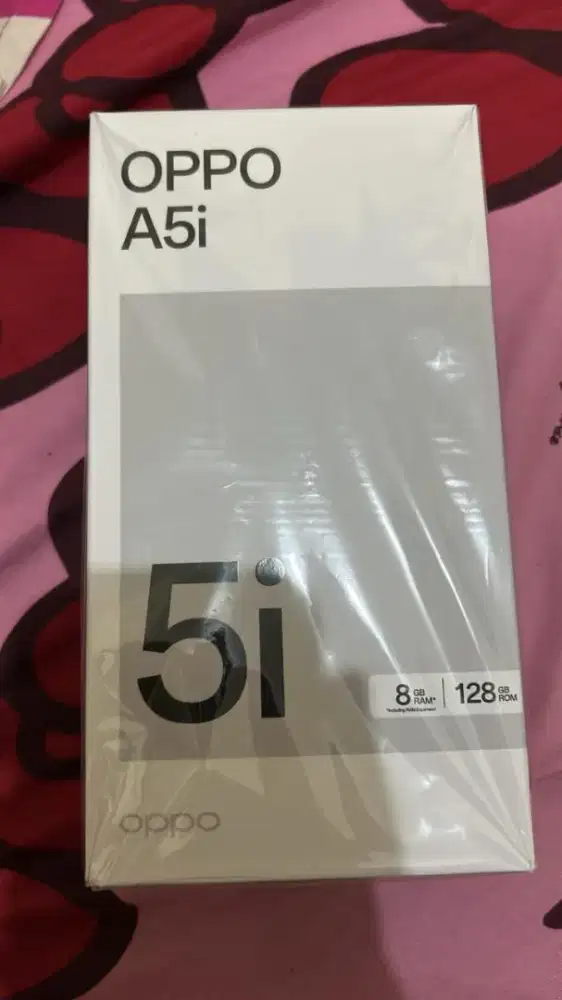 OPPO
A5i
5i
8 GB RAM* | 128 GB ROM
oppo